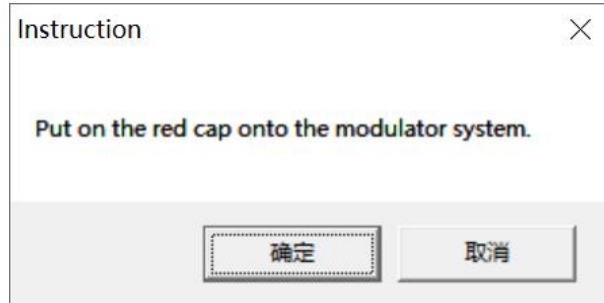 Instruction
Put on the red cap onto the modulator system.
确定
取消